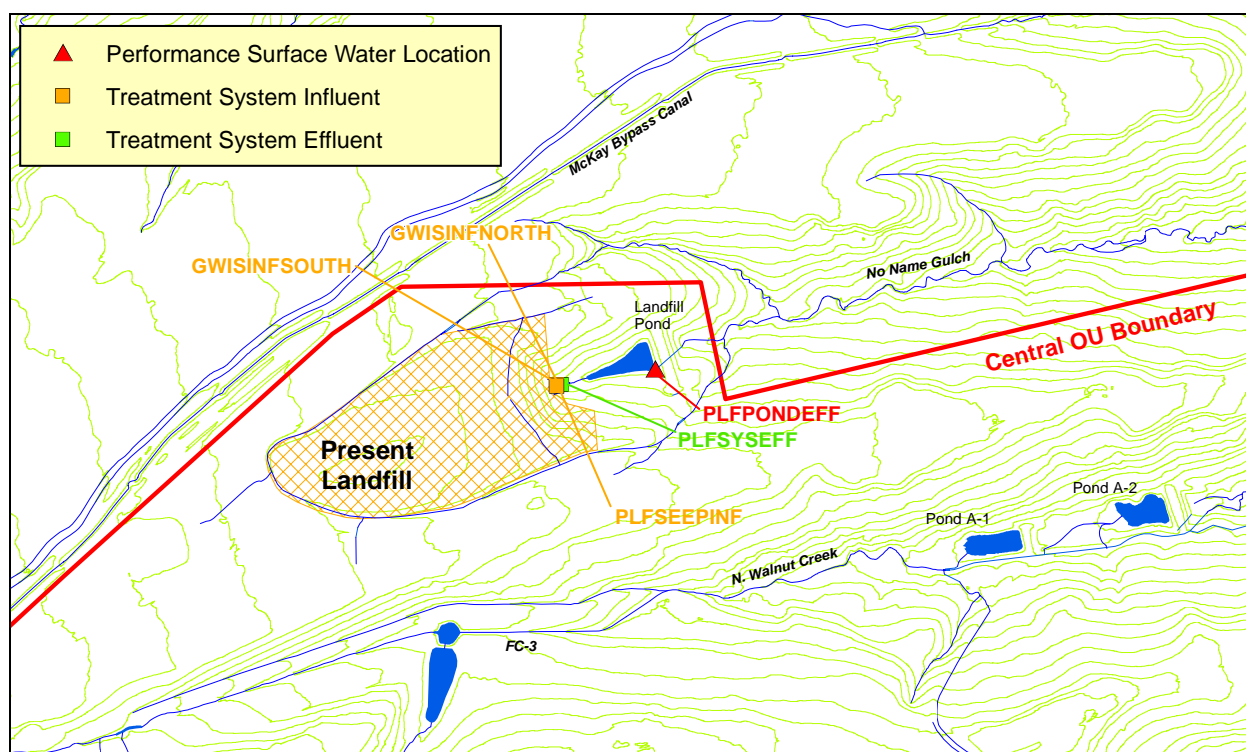 Performance Surface Water Location
Treatment System Influent
Treatment System Effluent
McKay Bypass Canal
GWISINFNORTH
GWISINFSOUTH
No Name Gulch
Landfill
Pond
Central OU Boundary
PLFPONDEFF
PLFSYSEFF
Present
Landfill
PLFSEEPINF
Pond A-2
Pond A-1
N. Walnut Creek
FC-3